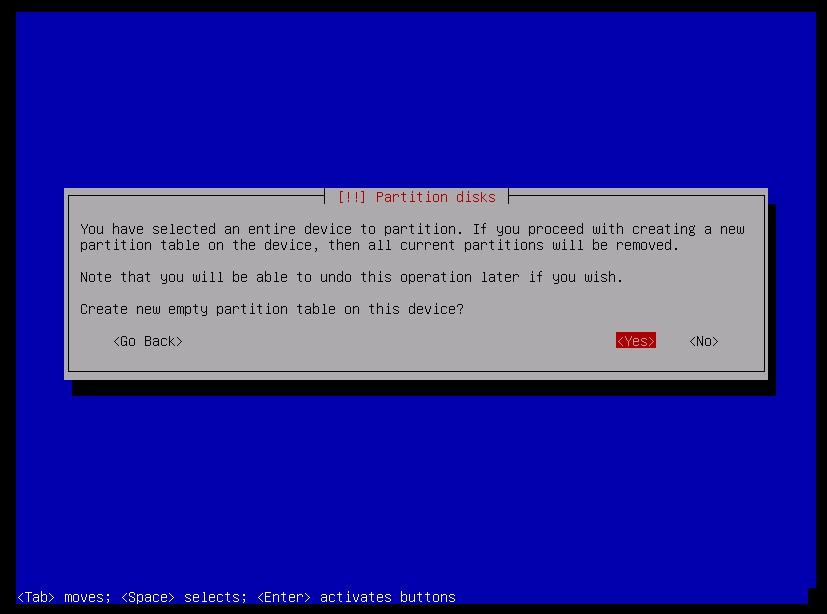 [!!] Partition disks
You have selected an entire device to partition. If you proceed with creating a new
partition table on the device, then all current partitions will be removed.
Note that you will be able to undo this operation later if you wish.
Create new empty partition table on this device?
<Go Back> <Yes> <No>
<Tab> moves; <Space> selects; <Enter> activates buttons